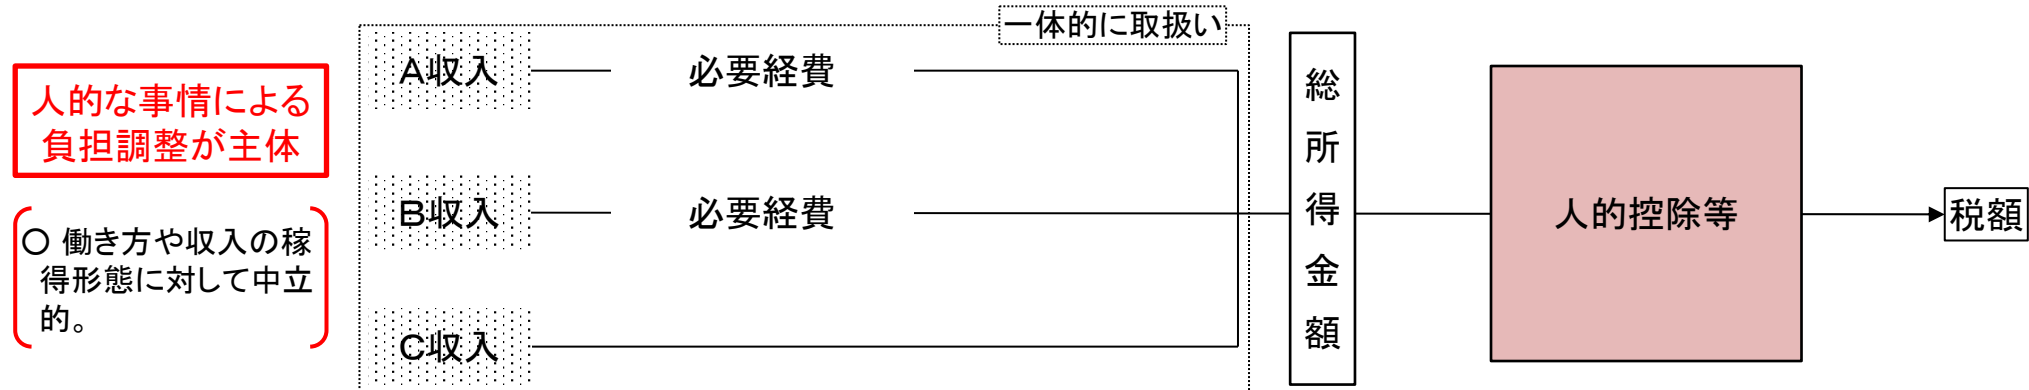 一体的に取扱い
人的な事情による
負担調整が主体
○ 働き方や収入の稼
得形態に対して中立
的。
A収入
必要経費
B収入
必要経費
C収入
総所得金額
人的控除等
税額